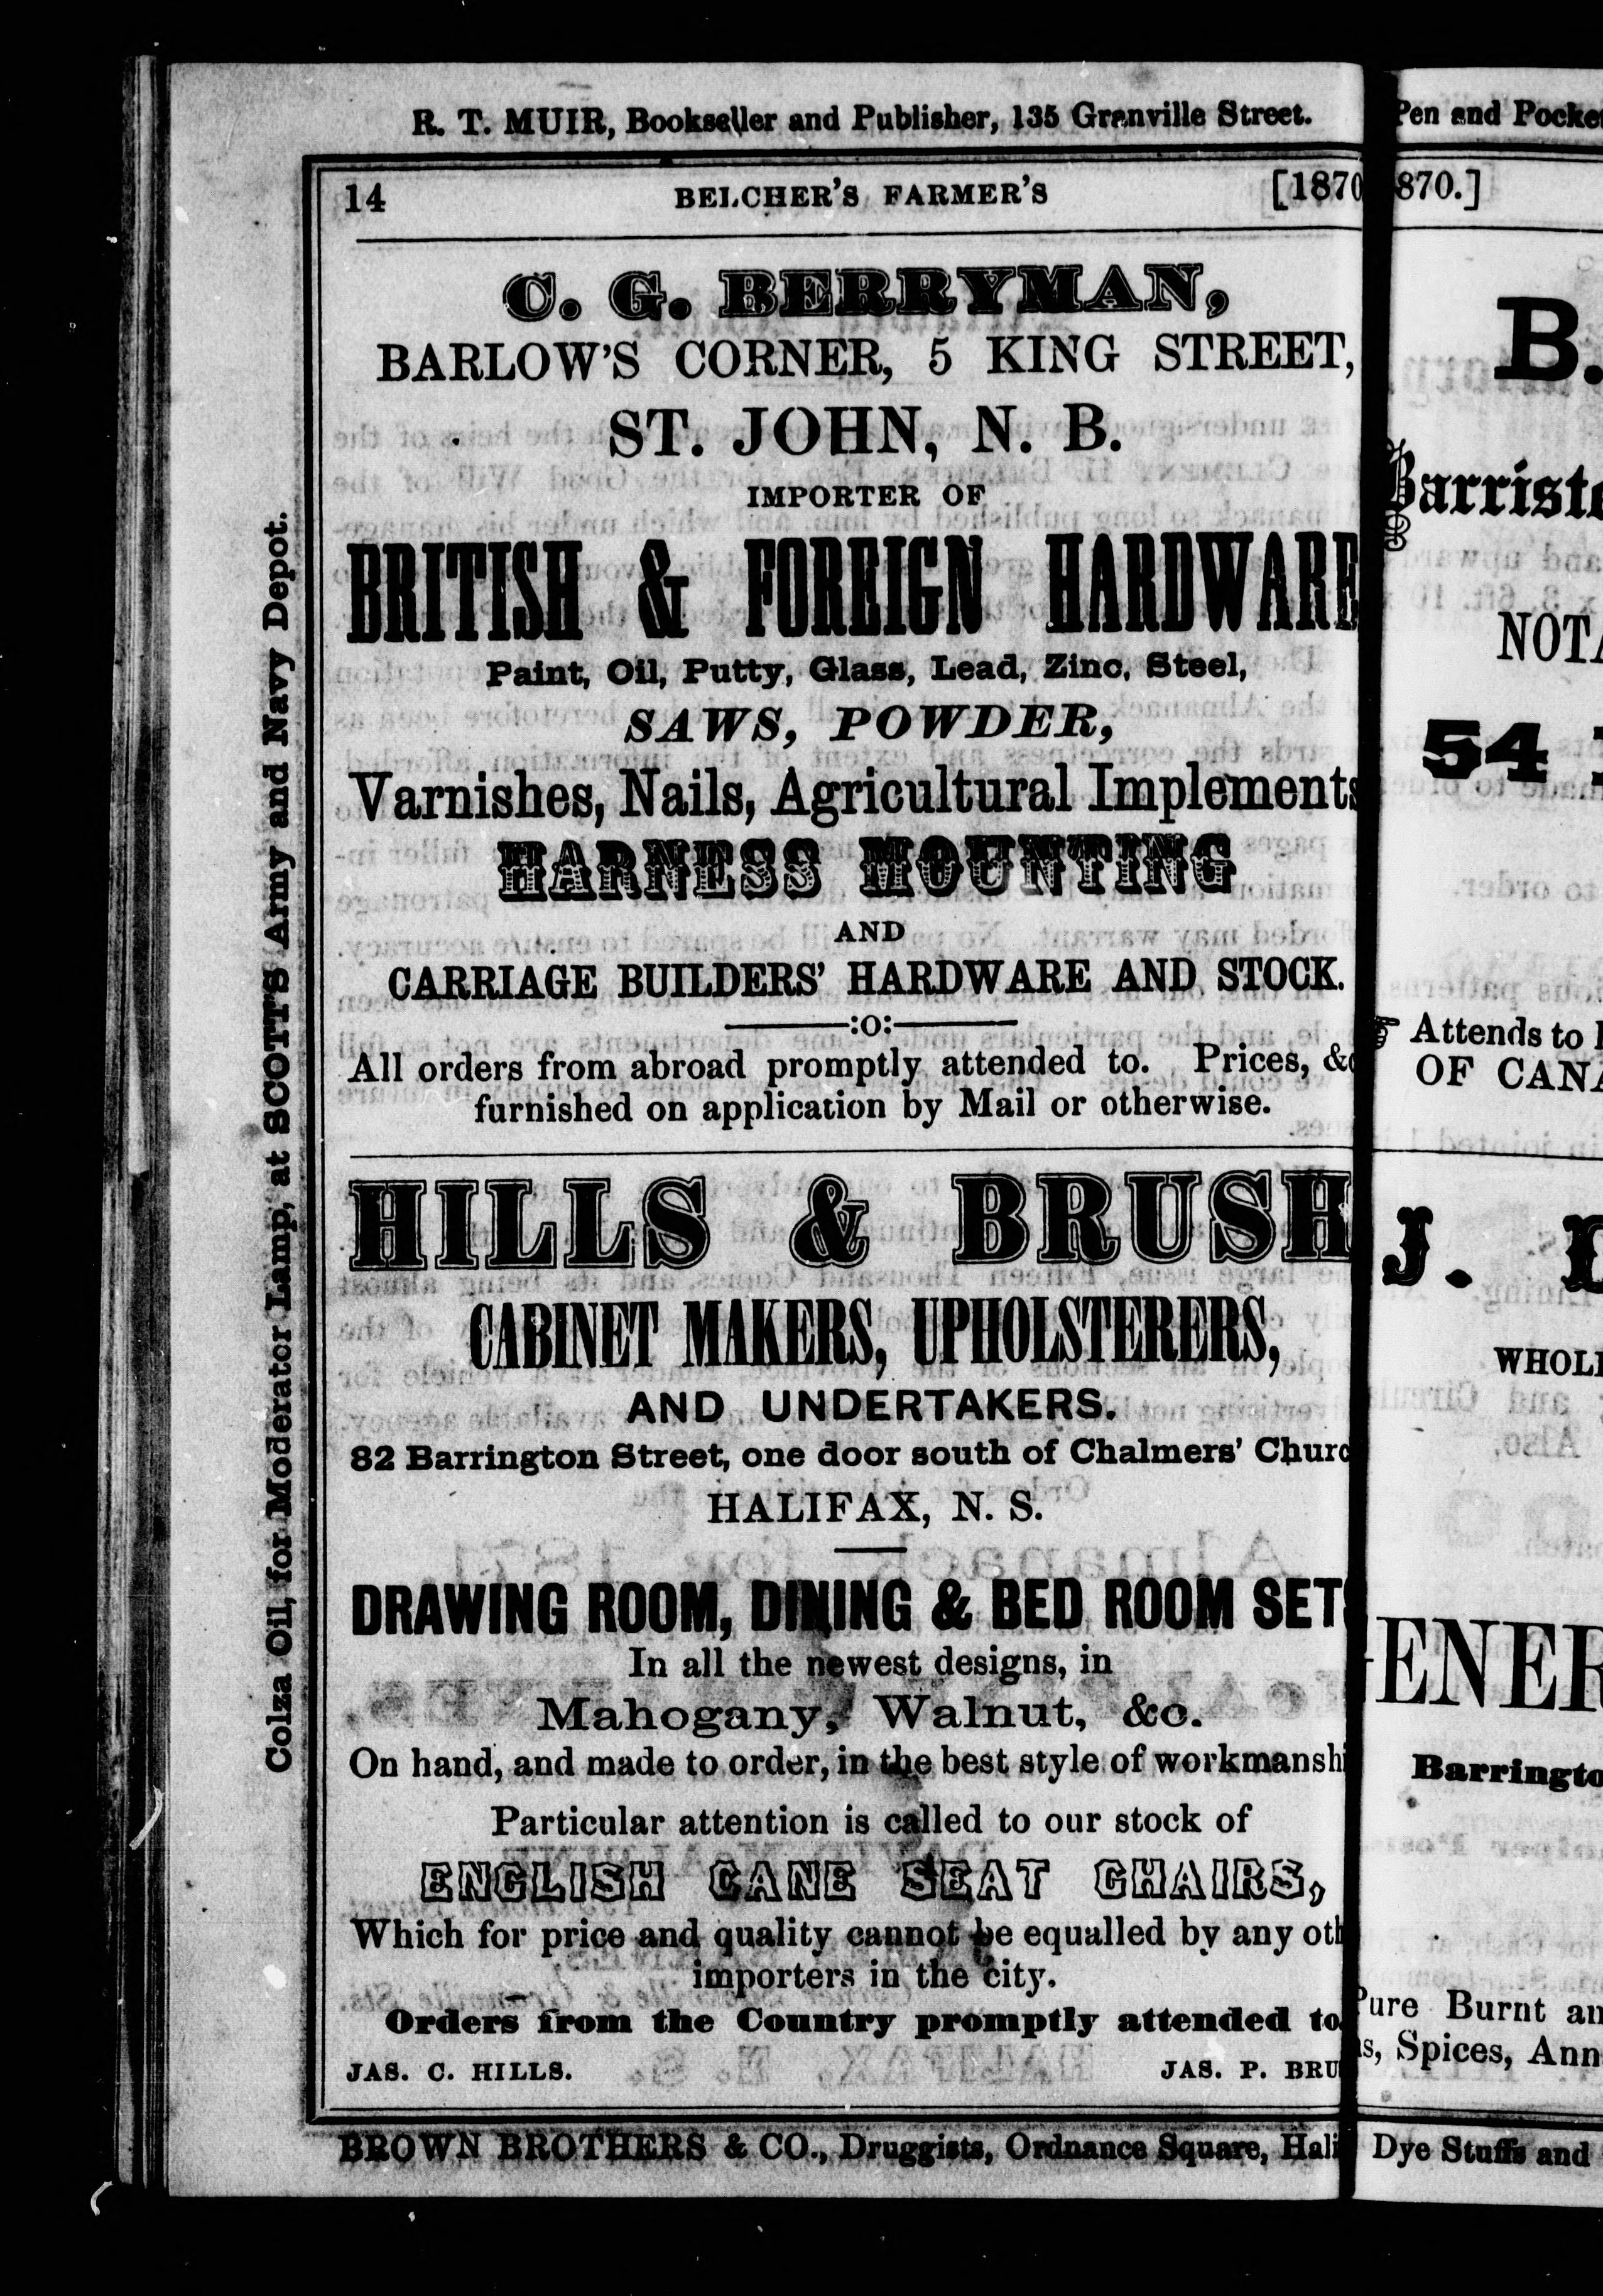 R. T. MUIR, Bookseller and Publisher, 135 Granville Street.
14 BELCHER'S FARMER'S [1870
C. G. BERRYMAN,
BARLOW'S CORNER, 5 KING STREET,
ST. JOHN, N. B.
IMPORTER OF
BRITISH & FOREIGN HARDWARE
Paint, Oil, Putty, Glass, Lead, Zinc, Steel,
SAWS, POWDER,
Varnishes, Nails, Agricultural Implements
HARNESS MOUNTING
AND
CARRIAGE BUILDERS' HARDWARE AND STOCK.
:o:
All orders from abroad promptly attended to. Prices, &c
furnished on application by Mail or otherwise.
HILLS & BRUSH
CABINET MAKERS, UPHOLSTERERS,
AND UNDERTAKERS.
82 Barrington Street, one door south of Chalmers' Churc
HALIFAX, N. S.
DRAWING ROOM, DINING & BED ROOM SETS
In all the newest designs, in
Mahogany, Walnut, &c.
On hand, and made to order, in the best style of workmanshi
Particular attention is called to our stock of
ENGLISH CANE SEAT CHAIRS,
Which for price and quality cannot be equalled by any oth
importers in the city.
Orders from the Country promptly attended to
JAS. C. HILLS. JAS. P. BRU
BROWN BROTHERS & CO., Druggists, Ordnance Square, Hali
Colza Oil, for Moderator Lamp, at SCOTT'S Army and Navy Depot.
Pen and Pocke
870.]
B.
Barriste
NOTA
54
Attends to
OF CANA
J.
WHOLE
ENER
Barringto
Pure Burnt an
s, Spices, Ann
Dye Stuffs and